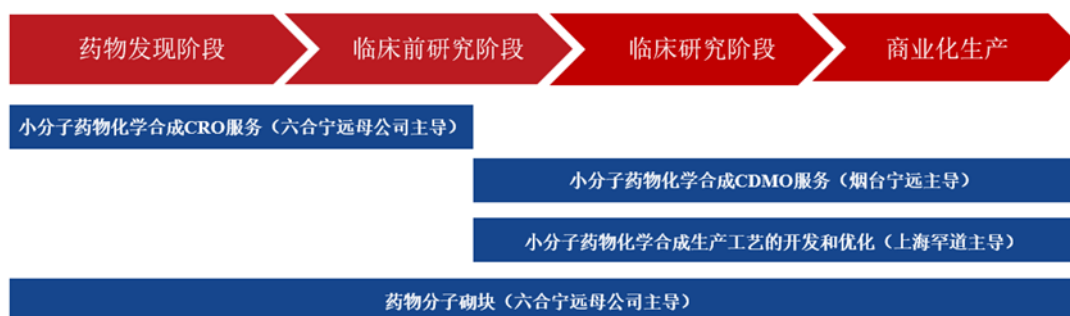 药物发现阶段
临床前研究阶段
临床研究阶段
商业化生产
小分子药物化学合成CRO服务（六合宁远母公司主导）
小分子药物化学合成CDMO服务（烟台宁远主导）
小分子药物化学合成生产工艺的开发和优化（上海罕道主导）
药物分子砌块（六合宁远母公司主导）